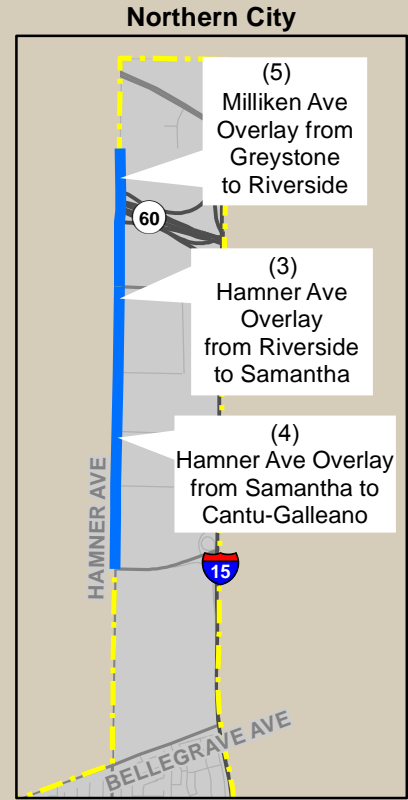 Northern City
(5)
Milliken Ave
Overlay from
Greystone
to Riverside
60
(3)
Hamner Ave
Overlay
from Riverside
to Samantha
(4)
Hamner Ave Overlay
from Samantha to
Cantu-Galleano
HAMNER AVE
15
BELLEGRAVE AVE